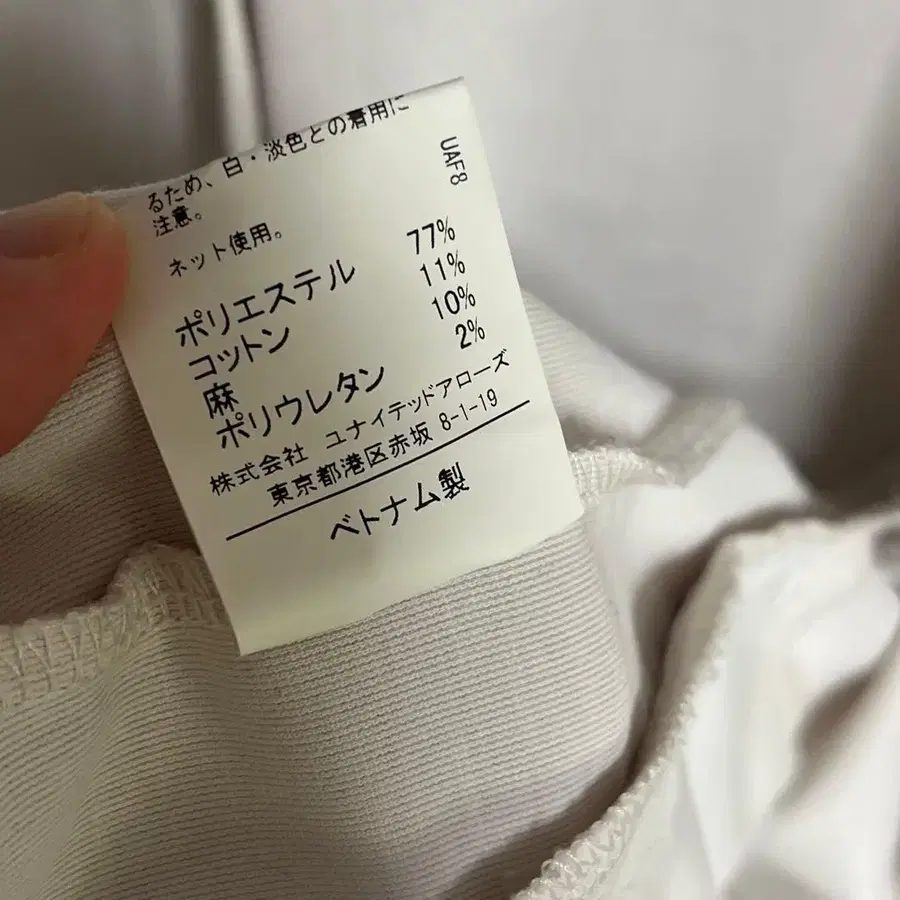 るため、白・淡色との着用に
注意。
ネット使用。
UAF8
ポリエステル 77%
コットン 11%
麻 10%
ポリウレタン 2%
株式会社 ユナイテッドアローズ
東京都港区赤坂 8-1-19
ベトナム製